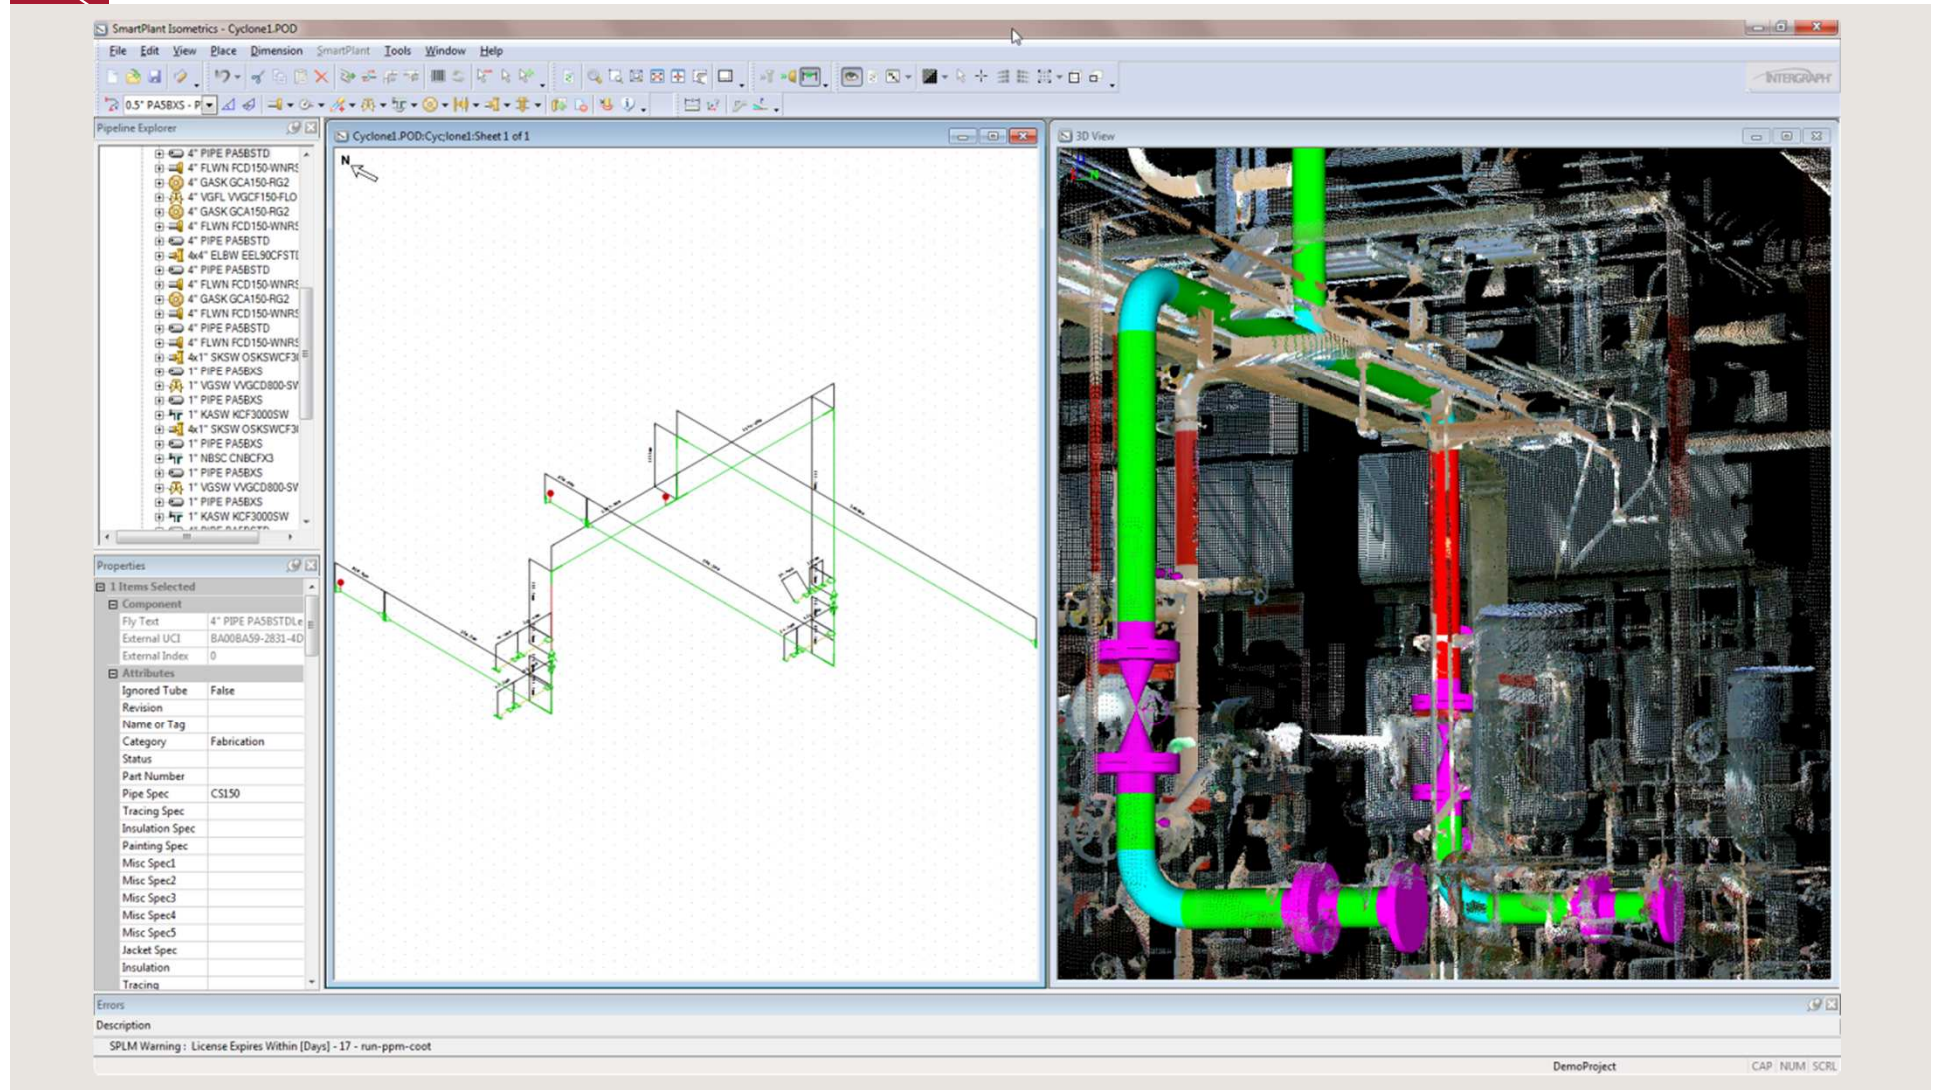 SmartPlant Isometrics - Cyclone1.POD
File Edit View Place Dimension SmartPlant Tools Window Help
INTERGRAPH
0.5" PA5BXS - P
Pipeline Explorer
4" PIPE PA5BSTD
4" FLWN FCD150-WNRS
4" GASK GCA150-RG2
4" VGFL VVGCF150-FLO
4" GASK GCA150-RG2
4" FLWN FCD150-WNRS
4" PIPE PA5BSTD
4x4" ELBW EEL90CFSTD
4" PIPE PA5BSTD
4" FLWN FCD150-WNRS
4" GASK GCA150-RG2
4" FLWN FCD150-WNRS
4" PIPE PA5BSTD
4" FLWN FCD150-WNRS
4x1" SKSW OSKSWCF30
1" PIPE PA5BXS
1" VGSW VVGCD800-SW
1" PIPE PA5BXS
1" KASW KCF3000SW
4x1" SKSW OSKSWCF30
1" PIPE PA5BXS
1" NBSC CNBCFX3
1" PIPE PA5BXS
1" VGSW VVGCD800-SW
1" PIPE PA5BXS
1" KASW KCF3000SW
Properties
1 Items Selected
Component
Fly Text 4" PIPE PA5BSTDLe
External UCI BA00BA59-2831-4D
External Index 0
Attributes
Ignored Tube False
Revision
Name or Tag
Category Fabrication
Status
Part Number
Pipe Spec CS150
Tracing Spec
Insulation Spec
Painting Spec
Misc Spec1
Misc Spec2
Misc Spec3
Misc Spec4
Misc Spec5
Jacket Spec
Insulation
Tracing
Cyclone1.POD:Cyc;lone1:Sheet 1 of 1
N
3D View
Errors
Description
SPLM Warning : License Expires Within [Days] - 17 - run-ppm-coot
DemoProject CAP NUM SCRL